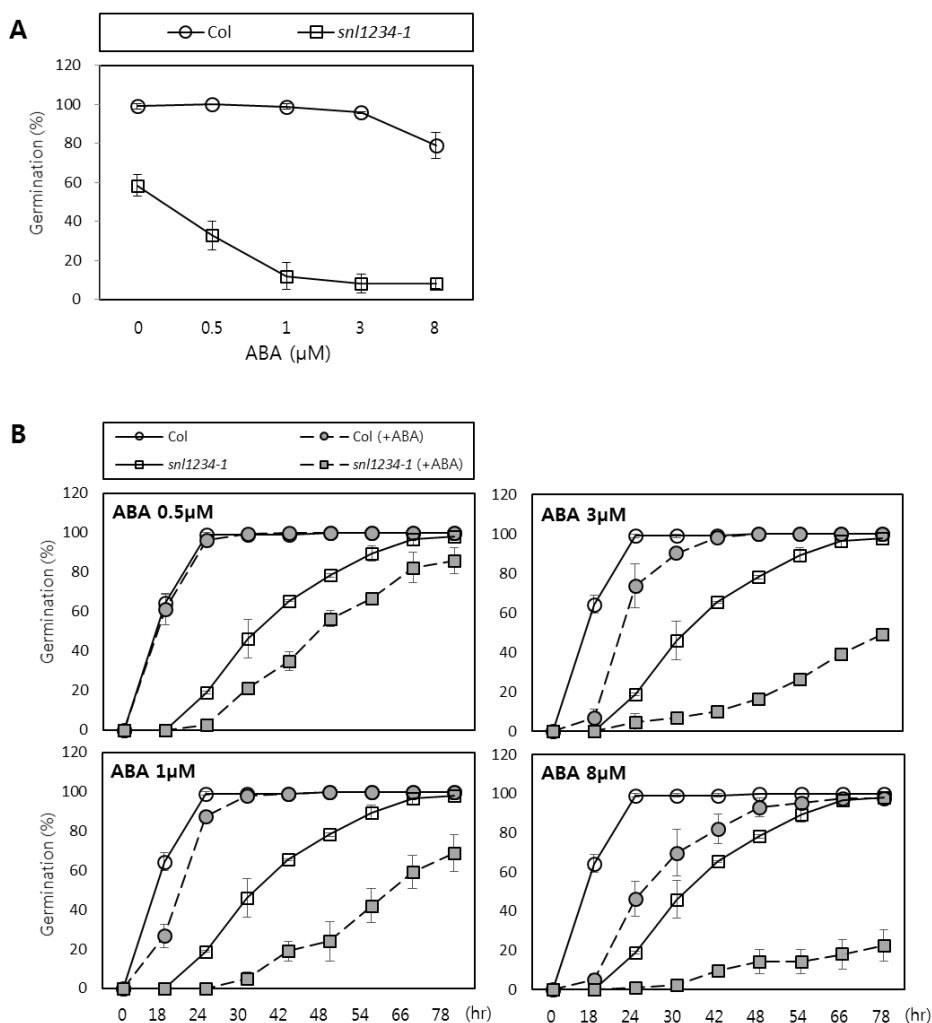 A
Col snl1234-1
120
100
80
60
40
20
0
Germination (%)
0 0.5 1 3 8
ABA (µM)
B
Col Col (+ABA)
snl1234-1 snl1234-1 (+ABA)
ABA 0.5µM
120
100
80
60
40
20
0
Germination (%)
ABA 3µM
120
100
80
60
40
20
0
ABA 1µM
120
100
80
60
40
20
0
Germination (%)
0 18 24 30 42 48 54 66 78 (hr)
ABA 8µM
120
100
80
60
40
20
0
0 18 24 30 42 48 54 66 78 (hr)